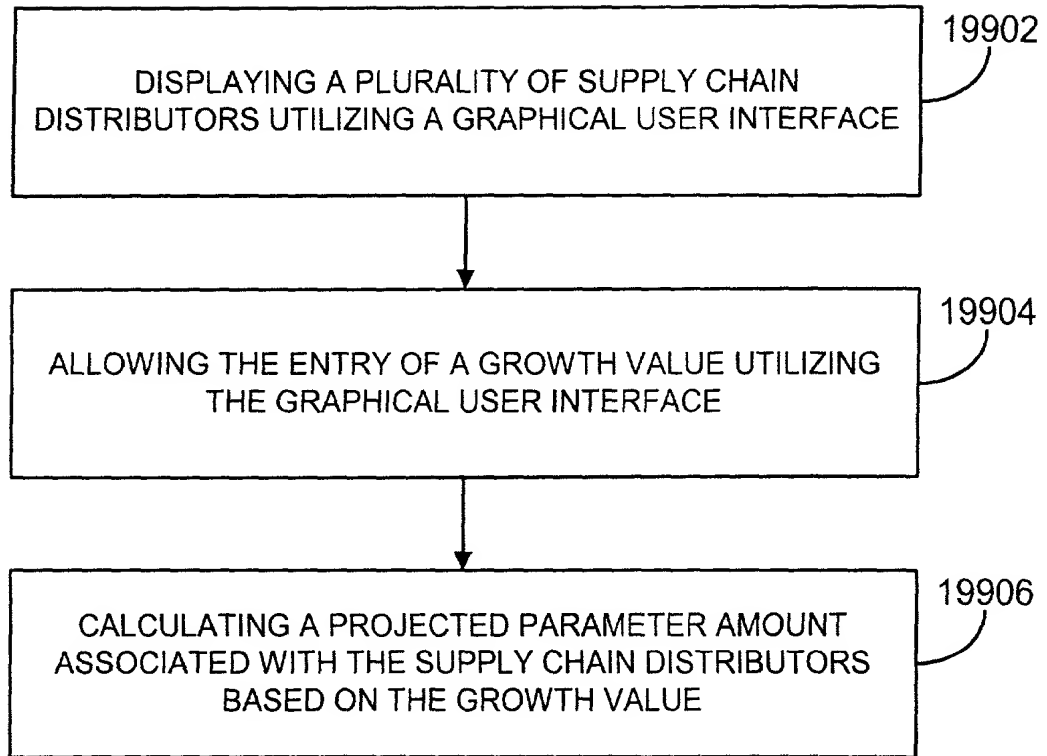 19902
DISPLAYING A PLURALITY OF SUPPLY CHAIN
DISTRIBUTORS UTILIZING A GRAPHICAL USER INTERFACE
19904
ALLOWING THE ENTRY OF A GROWTH VALUE UTILIZING
THE GRAPHICAL USER INTERFACE
19906
CALCULATING A PROJECTED PARAMETER AMOUNT
ASSOCIATED WITH THE SUPPLY CHAIN DISTRIBUTORS
BASED ON THE GROWTH VALUE